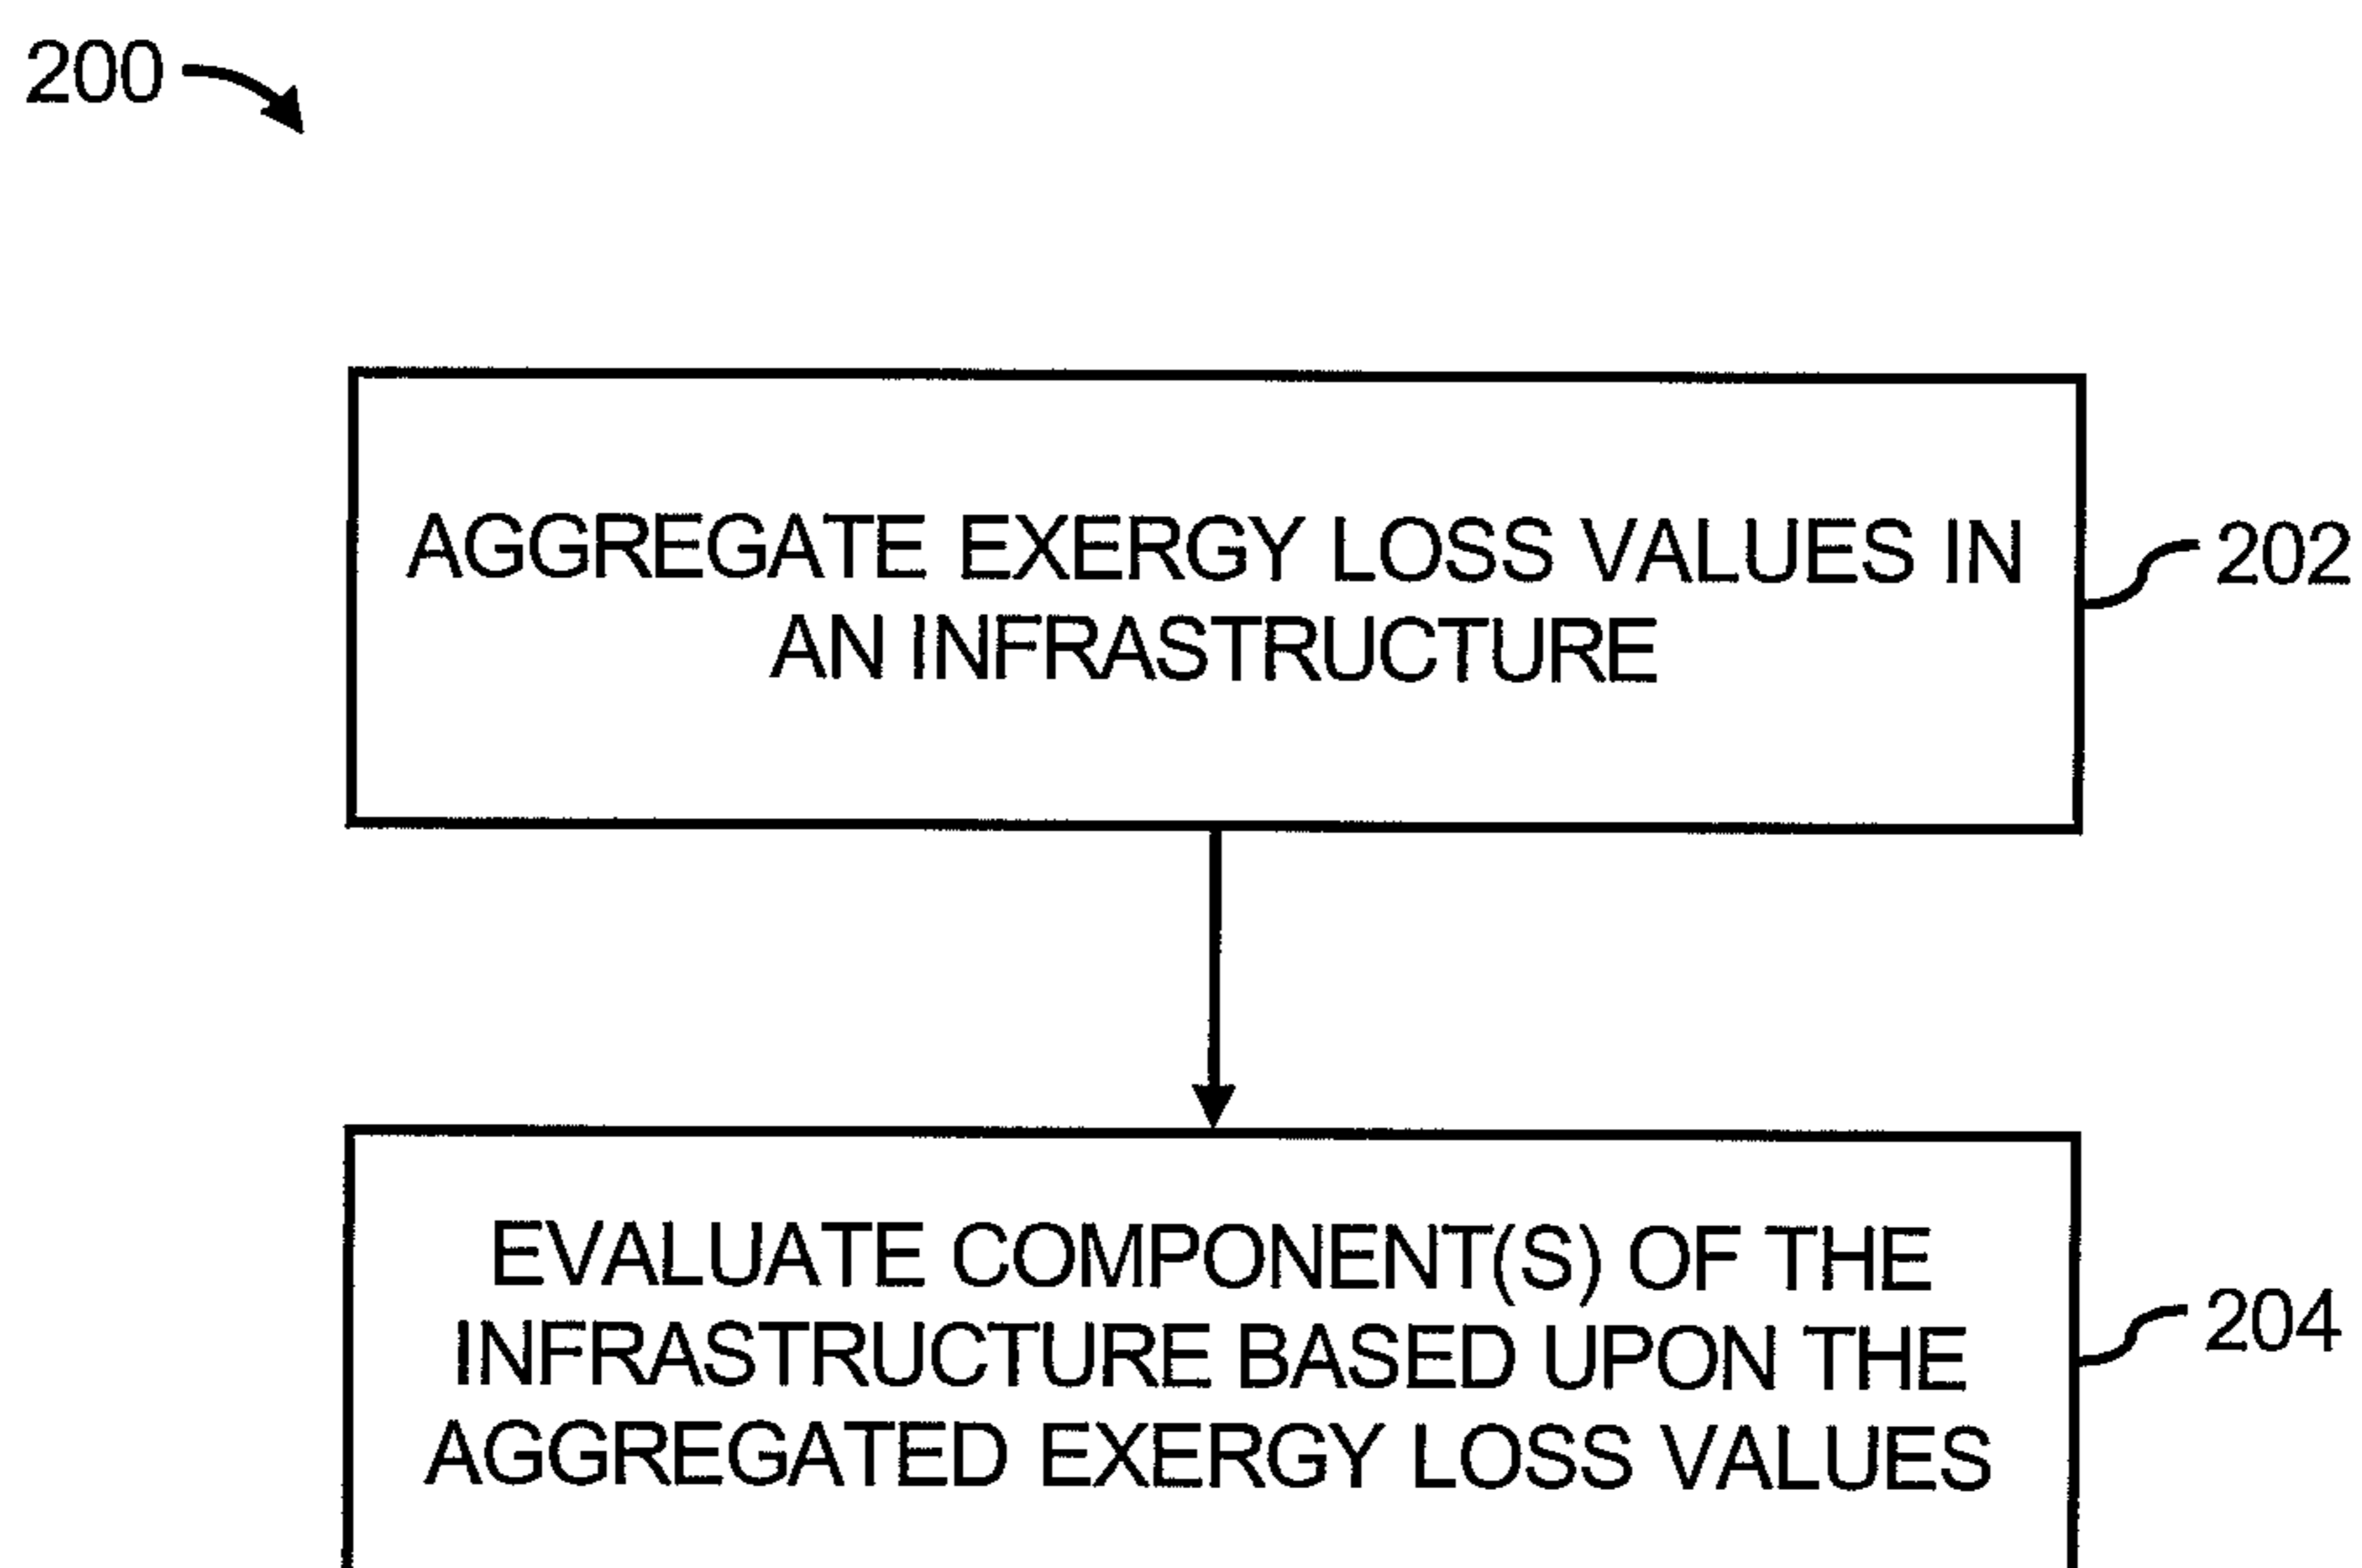 200
AGGREGATE EXERGY LOSS VALUES IN
AN INFRASTRUCTURE
202
EVALUATE COMPONENT(S) OF THE
INFRASTRUCTURE BASED UPON THE
AGGREGATED EXERGY LOSS VALUES
204